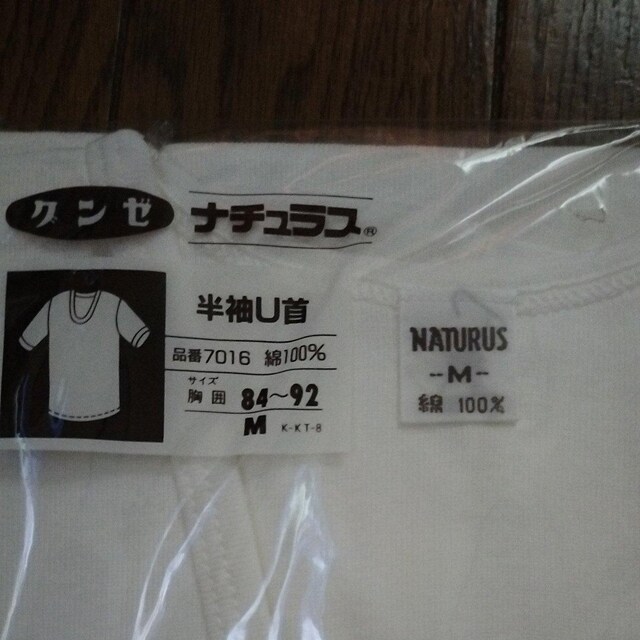 グンゼ
ナチュラス®
半袖U首
品番7016 綿100%
サイズ
胸囲 84~92
M K-KT-8
NATURUS
-M-
綿 100%